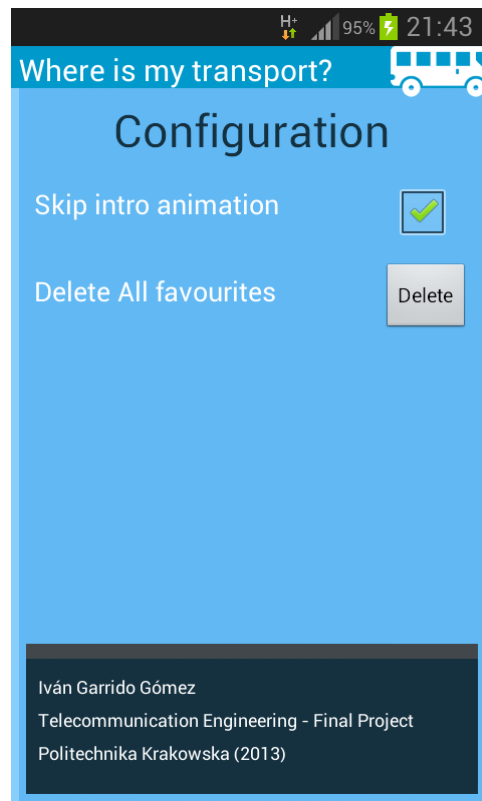 H+ 95% 21:43
Where is my transport?
Configuration
Skip intro animation
Delete All favourites Delete
Iván Garrido Gómez
Telecommunication Engineering - Final Project
Politechnika Krakowska (2013)